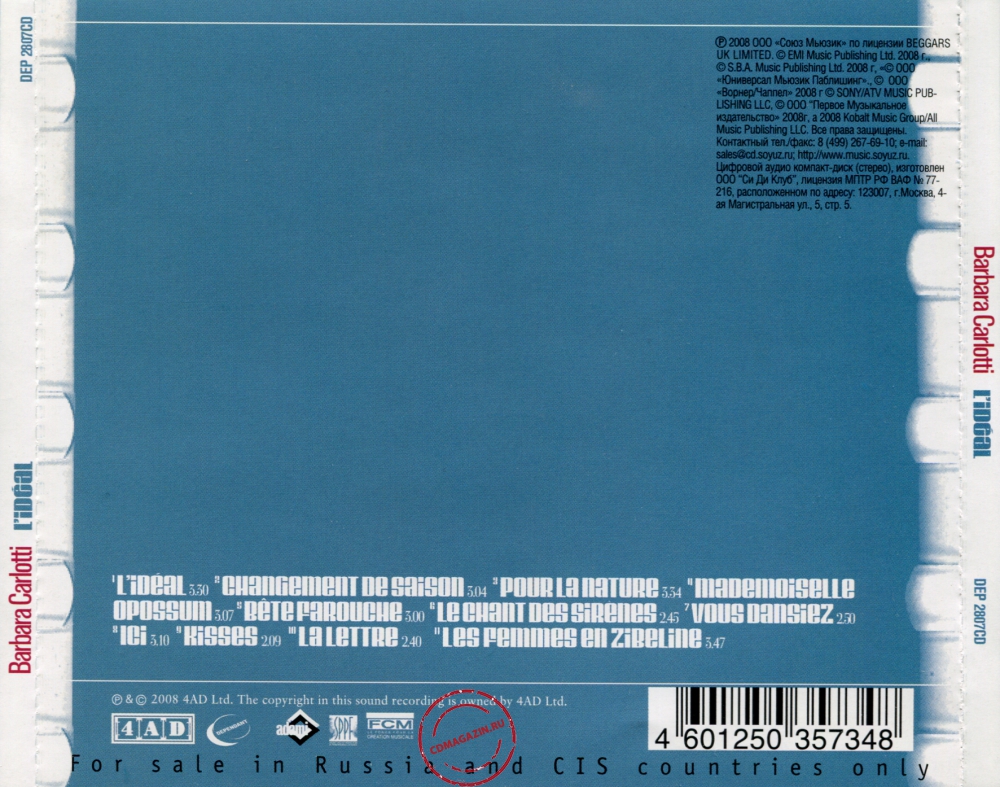 DEP 2807CD
Barbara Carlotti L'IDÉAL
℗ 2008 ООО «Союз Мьюзик» по лицензии BEGGARS
UK LIMITED. © EMI Music Publishing Ltd. 2008 г.,
© S.B.A. Music Publishing Ltd. 2008 г, «© ООО
«Юниверсал Мьюзик Паблишинг»., © ООО
«Ворнер/Чаппел» 2008 г © SONY/ATV MUSIC PUB-
LISHING LLC, © ООО "Первое Музыкальное
издательство» 2008г, а 2008 Kobalt Music Group/All
Music Publishing LLC. Все права защищены.
Контактный тел./факс: 8 (499) 267-69-10; e-mail:
sales@cd.soyuz.ru; http://www.music.soyuz.ru.
Цифровой аудио компакт-диск (стерео), изготовлен
ООО "Си Ди Клуб", лицензия МПТР РФ ВАФ № 77-
216, расположенном по адресу: 123007, г.Москва, 4-
ая Магистральная ул., 5, стр. 5.
1 L'IDÉAL 3.30 2 CHANGEMENT DE SAISON 3.04 3 POUR LA NATURE 3.34 4 MADEMOISELLE
OPOSSUM 3.07 5 BÊTE FAROUCHE 3.00 6 LE CHANT DES SIRÈNES 2.45 7 VOUS DANSIEZ 2.50
8 ICI 3.10 9 KISSES 2.09 10 LA LETTRE 2.40 11 LES FEMMES EN ZIBELINE 3.47
℗ & © 2008 4AD Ltd. The copyright in this sound recording is owned by 4AD Ltd.
4AD DEPENDANT adami SPPF FCM
CREATION MUSICALE
CDMAGAZIN.RU
4 601250 357348
For sale in Russia and CIS countries only
Barbara Carlotti L'IDÉAL
DEP 2807CD